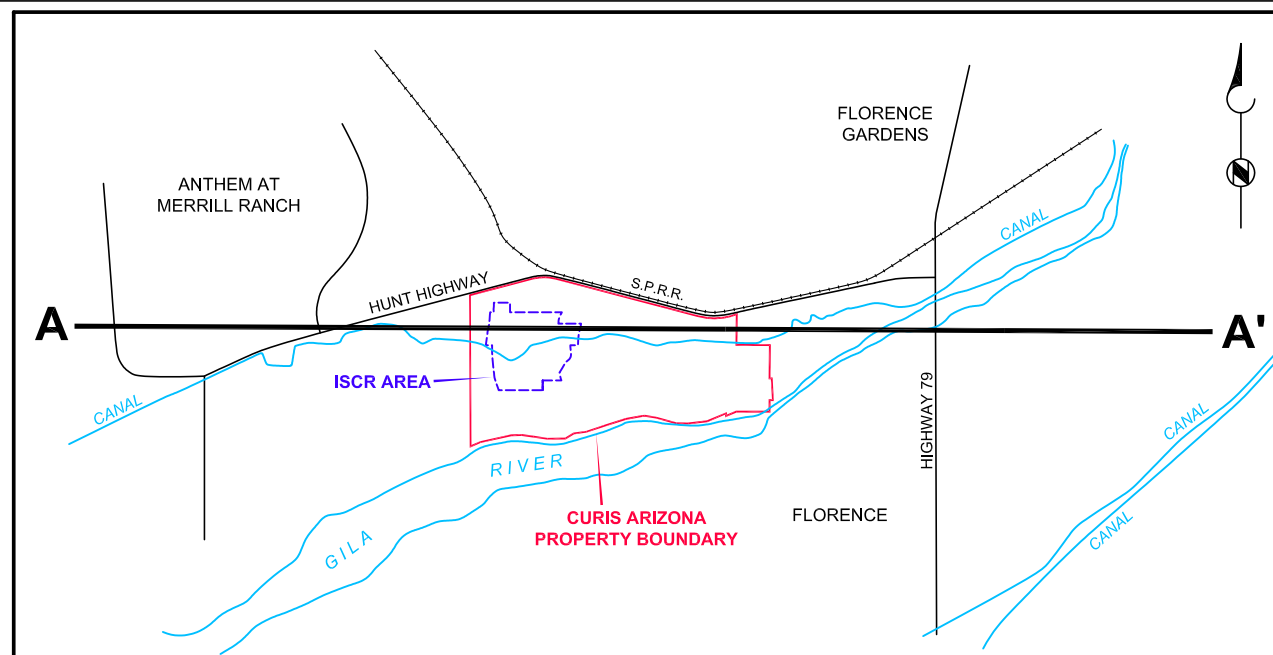 FLORENCE
GARDENS
ANTHEM AT
MERRILL RANCH
CANAL
HUNT HIGHWAY
S.P.R.R.
N
A
A'
ISCR AREA
CANAL
HIGHWAY 79
CANAL
CANAL
RIVER
GILA
CURIS ARIZONA
PROPERTY BOUNDARY
FLORENCE